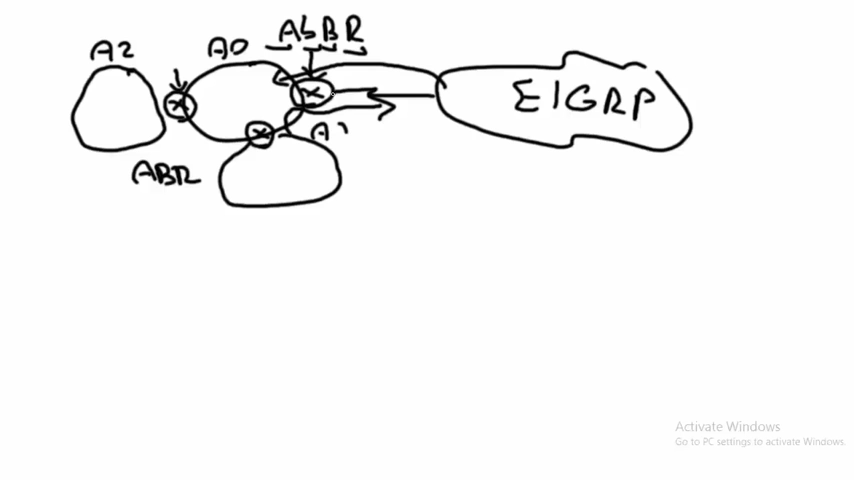 A2
A0
ASBR
EIGRP
A1
ABR
Activate Windows
Go to PC settings to activate Windows.